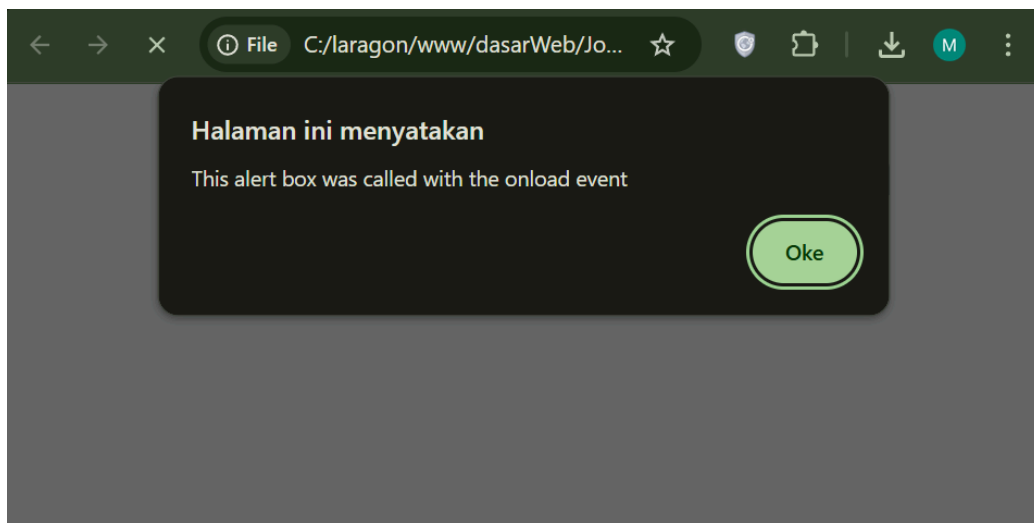 File C:/laragon/www/dasarWeb/Jo... M
Halaman ini menyatakan
This alert box was called with the onload event
Oke